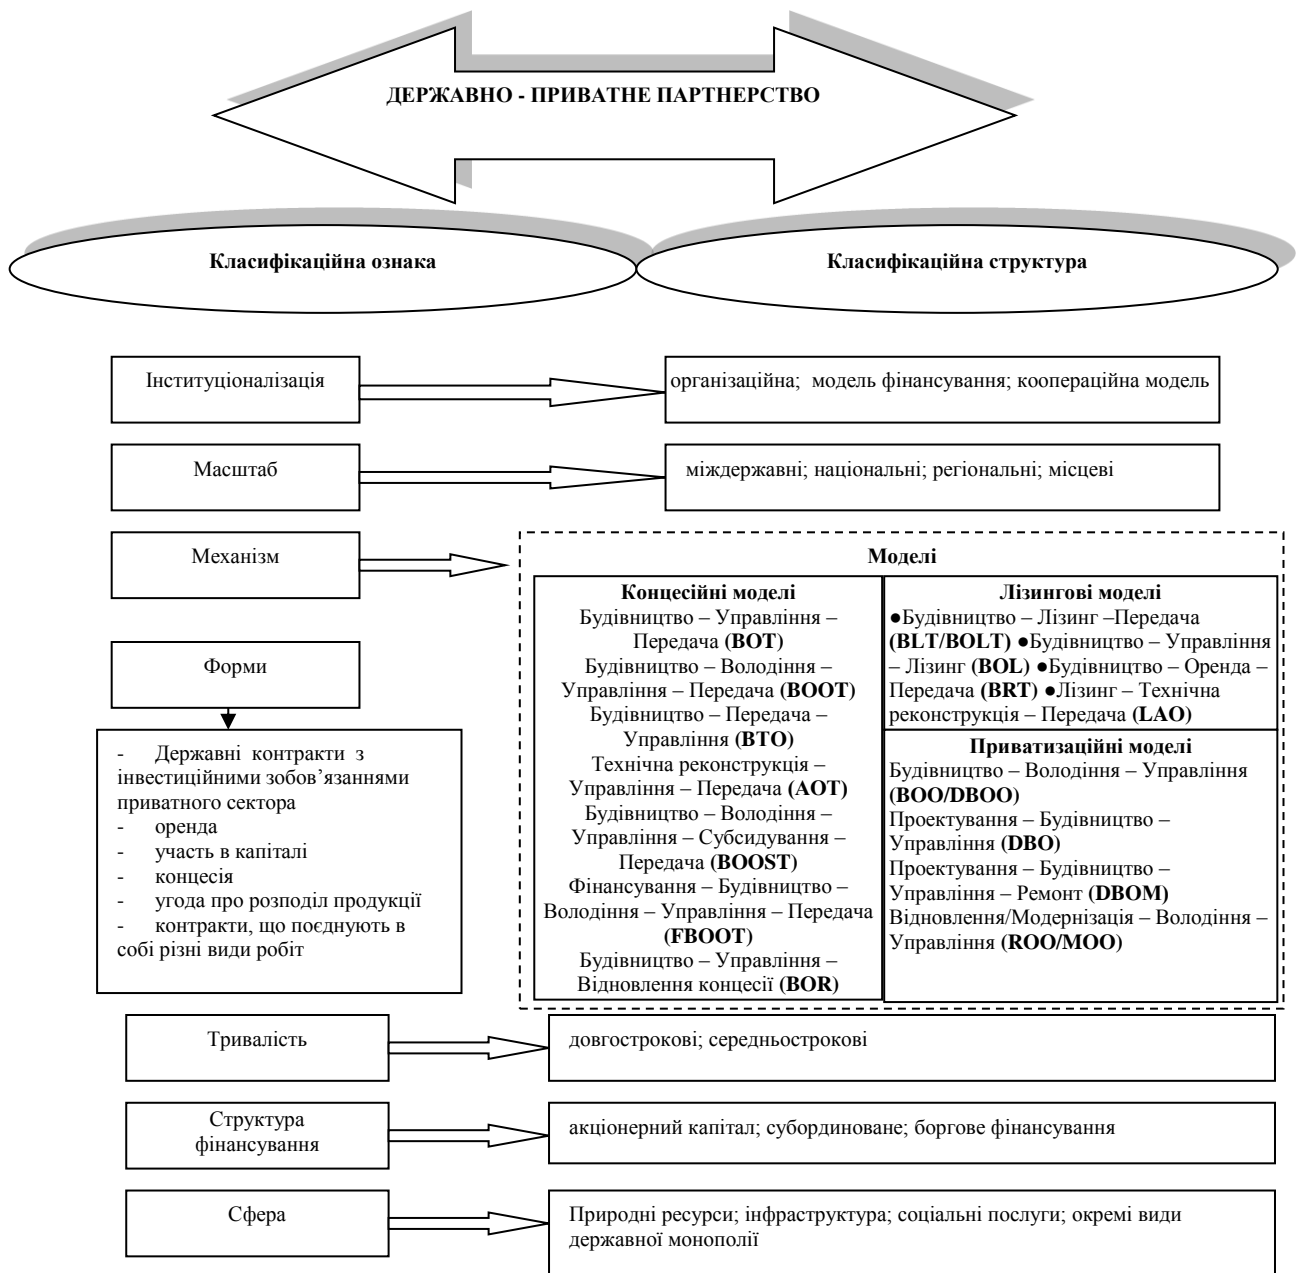 ДЕРЖАВНО - ПРИВАТНЕ ПАРТНЕРСТВО
Класифікаційна ознака
Класифікаційна структура
Інституціоналізація
організаційна; модель фінансування; коопераційна модель
Масштаб
міждержавні; національні; регіональні; місцеві
Механізм
Моделі
Концесійні моделі
Будівництво – Управління –
Передача (BOT)
Будівництво – Володіння –
Управління – Передача (BOOT)
Будівництво – Передача –
Управління (BTO)
Технічна реконструкція –
Управління – Передача (AOT)
Будівництво – Володіння –
Управління – Субсидування –
Передача (BOOST)
Фінансування – Будівництво –
Володіння – Управління – Передача
(FBOOT)
Будівництво – Управління –
Відновлення концесії (BOR)
Лізингові моделі
●Будівництво – Лізинг –Передача
(BLT/BOLT) ●Будівництво – Управління
– Лізинг (BOL) ●Будівництво – Оренда –
Передача (BRT) ●Лізинг – Технічна
реконструкція – Передача (LAO)
Приватизаційні моделі
Будівництво – Володіння – Управління
(BOO/DBOO)
Проектування – Будівництво –
Управління (DBO)
Проектування – Будівництво –
Управління – Ремонт (DBOM)
Відновлення/Модернізація – Володіння –
Управління (ROO/MOO)
Форми
- Державні контракти з
інвестиційними зобов’язаннями
приватного сектора
- оренда
- участь в капіталі
- концесія
- угода про розподіл продукції
- контракти, що поєднують в
собі різні види робіт
Тривалість
довгострокові; середньострокові
Структура
фінансування
акціонерний капітал; субординоване; боргове фінансування
Сфера
Природні ресурси; інфраструктура; соціальні послуги; окремі види
державної монополії